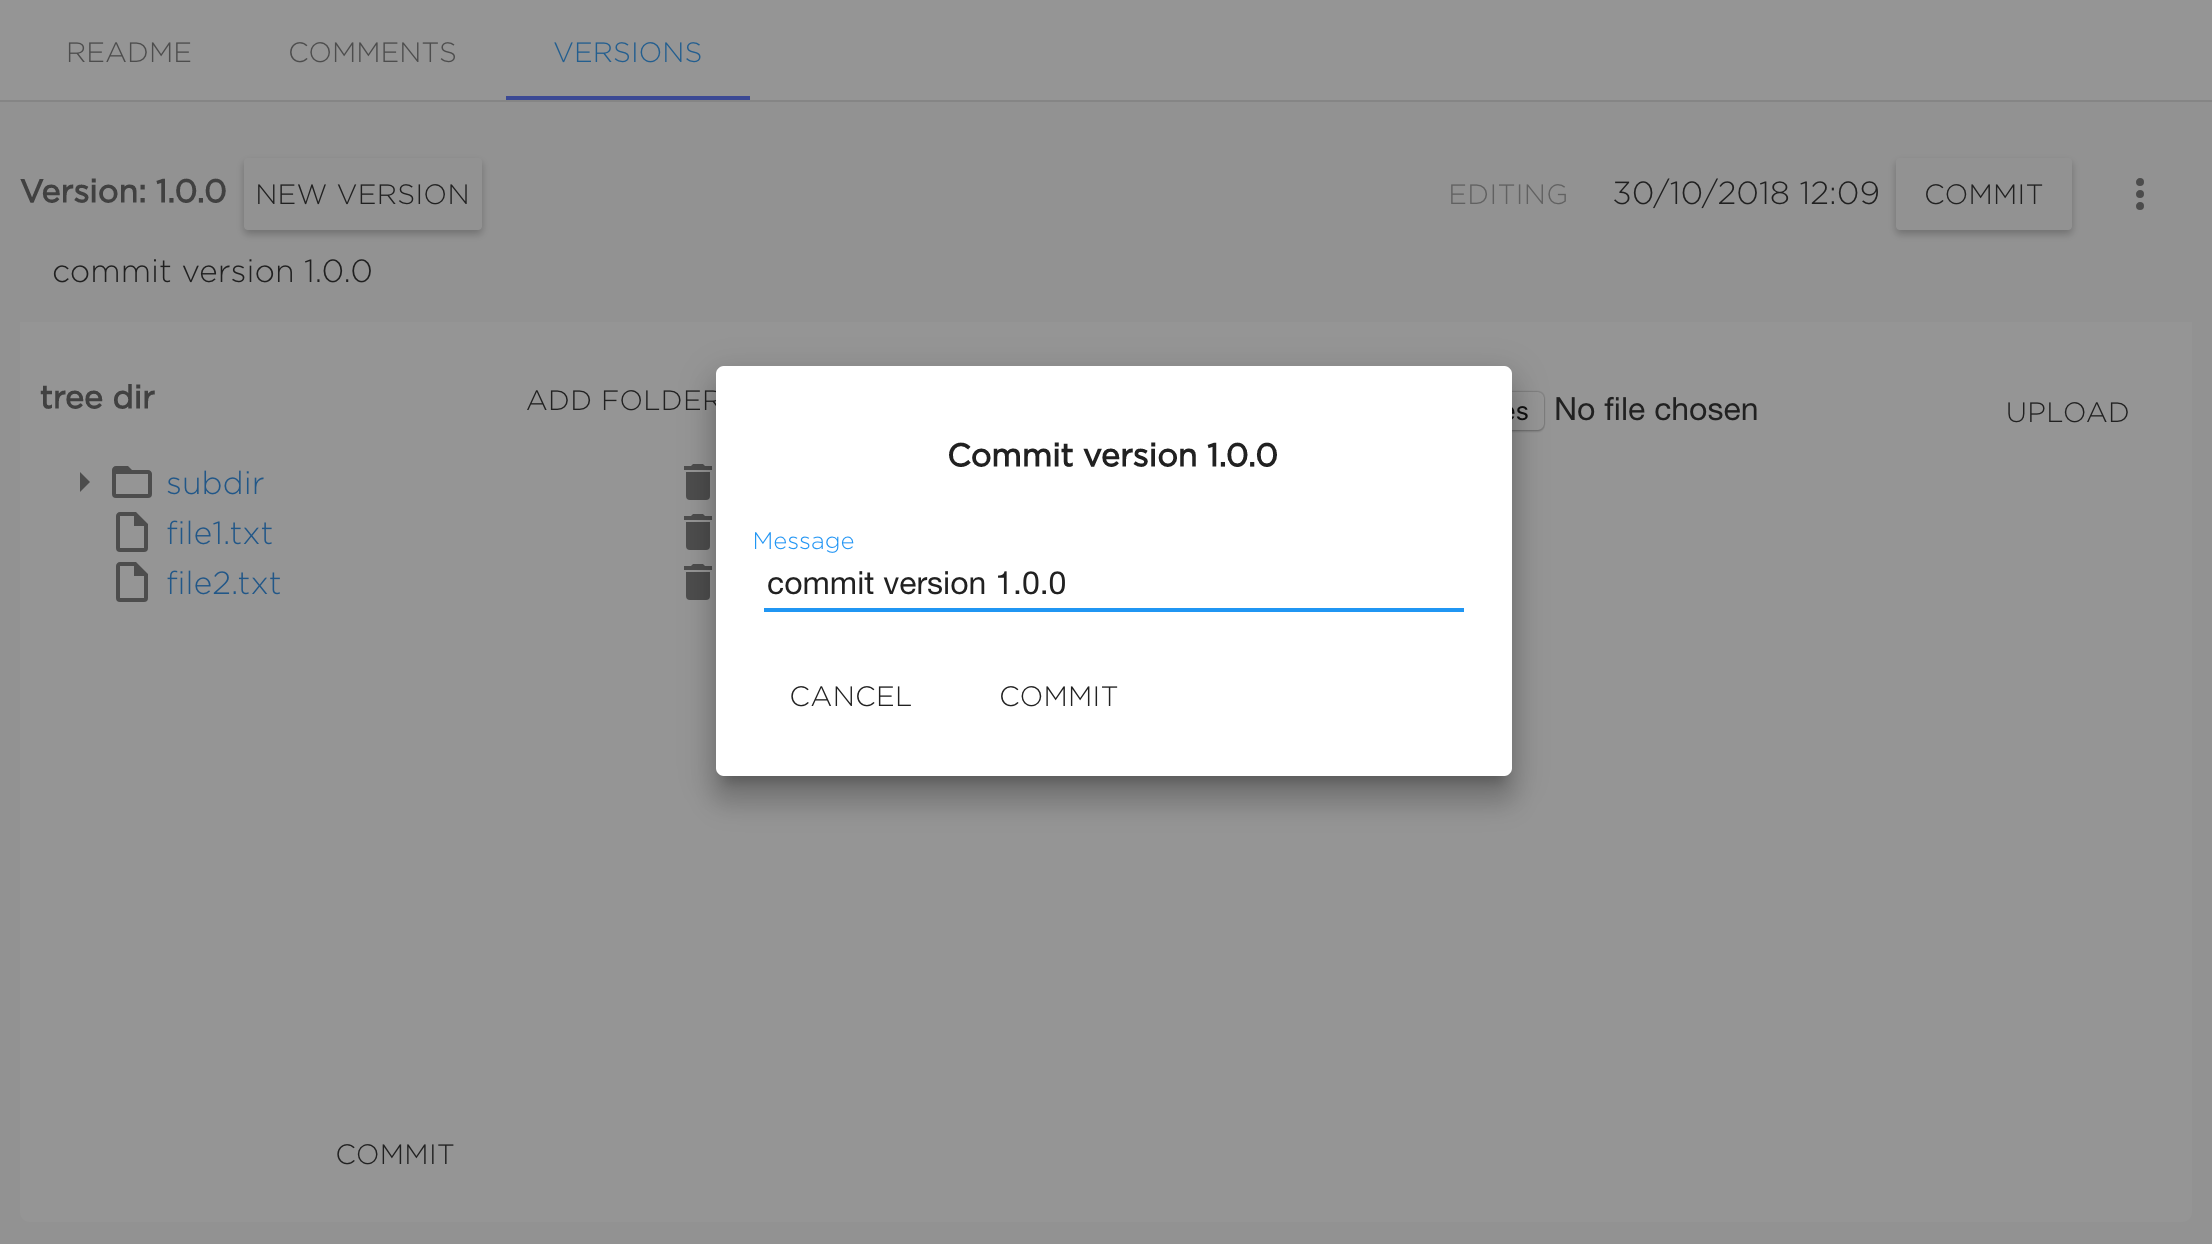 README COMMENTS VERSIONS
Version: 1.0.0 NEW VERSION EDITING 30/10/2018 12:09 COMMIT
commit version 1.0.0
tree dir ADD FOLDER No file chosen UPLOAD
subdir
file1.txt
file2.txt
Commit version 1.0.0
Message
commit version 1.0.0
CANCEL COMMIT
COMMIT